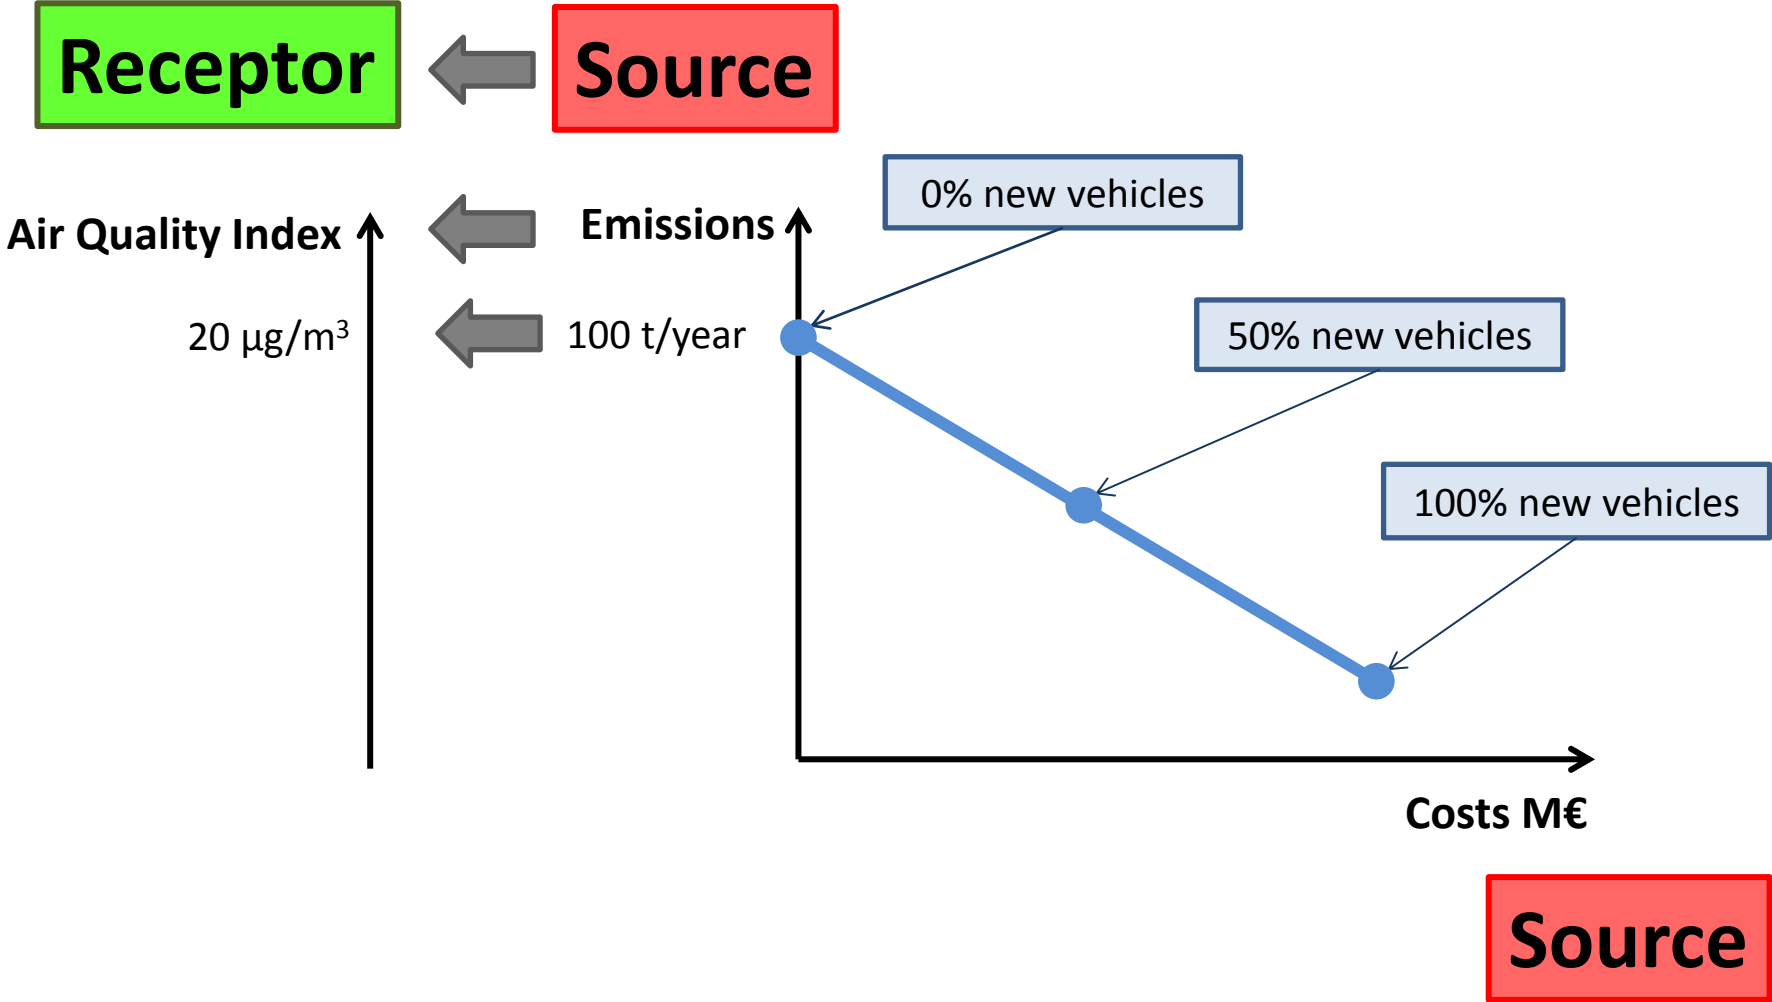 Receptor
Source
0% new vehicles
Air Quality Index
Emissions
20 µg/m³
100 t/year
50% new vehicles
100% new vehicles
Costs M€
Source